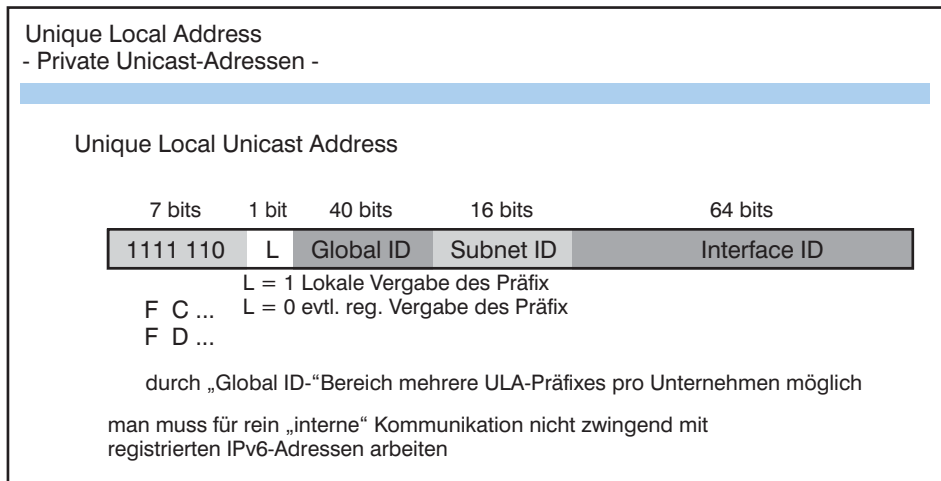 Unique Local Address
- Private Unicast-Adressen -
Unique Local Unicast Address
7 bits 1 bit 40 bits 16 bits 64 bits
1111 110 L Global ID Subnet ID Interface ID
L = 1 Lokale Vergabe des Präfix
L = 0 evtl. reg. Vergabe des Präfix
F C ...
F D ...
durch „Global ID-“Bereich mehrere ULA-Präfixes pro Unternehmen möglich
man muss für rein „interne“ Kommunikation nicht zwingend mit
registrierten IPv6-Adressen arbeiten